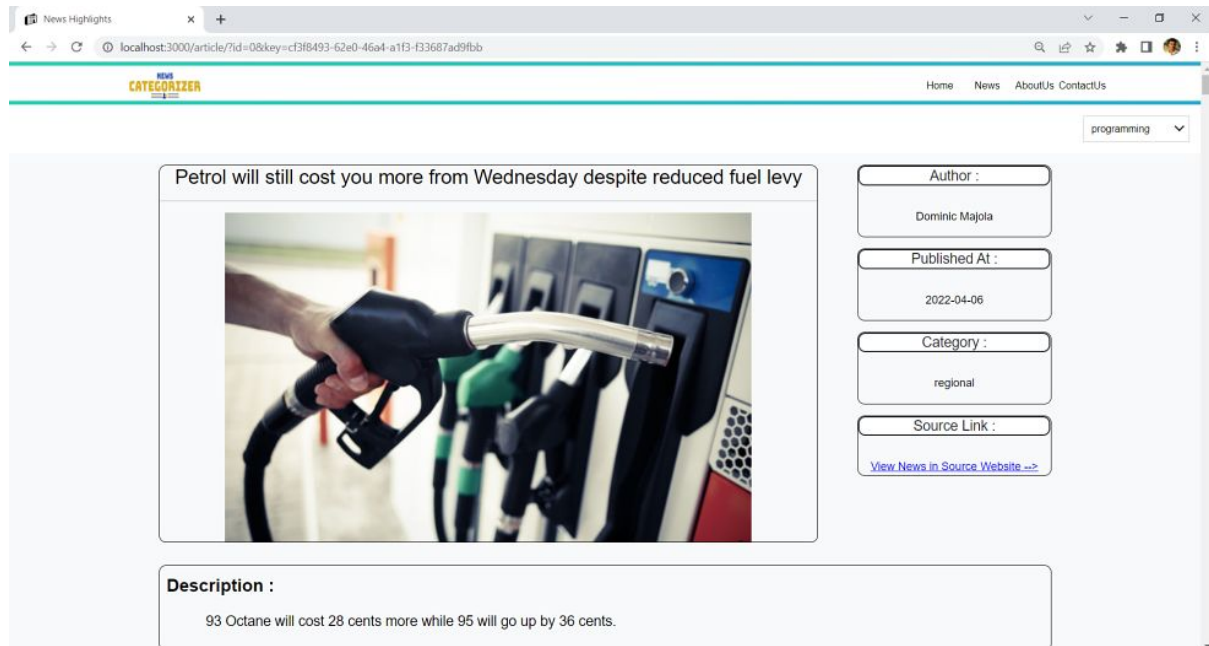 News Highlights
localhost:3000/article/?id=0&key=cf3f8493-62e0-46a4-a1f3-f33687ad9fbb
NEWS
CATEGORIZER
Home News AboutUs ContactUs
programming
Petrol will still cost you more from Wednesday despite reduced fuel levy
Author :
Dominic Majola
Published At :
2022-04-06
Category :
regional
Source Link :
View News in Source Website -->
Description :
93 Octane will cost 28 cents more while 95 will go up by 36 cents.